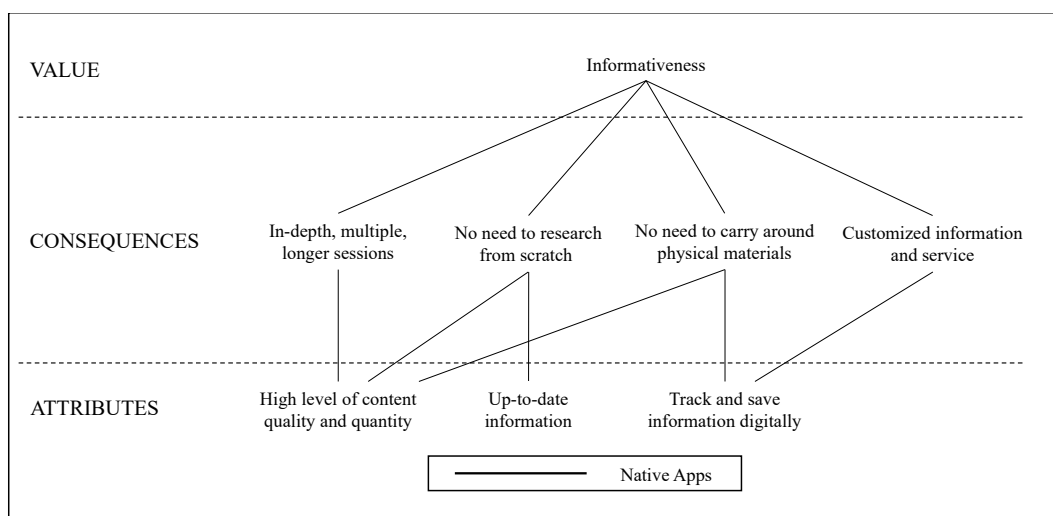 VALUE
Informativeness
CONSEQUENCES
In-depth, multiple,
longer sessions
No need to research
from scratch
No need to carry around
physical materials
Customized information
and service
ATTRIBUTES
High level of content
quality and quantity
Up-to-date
information
Track and save
information digitally
Native Apps